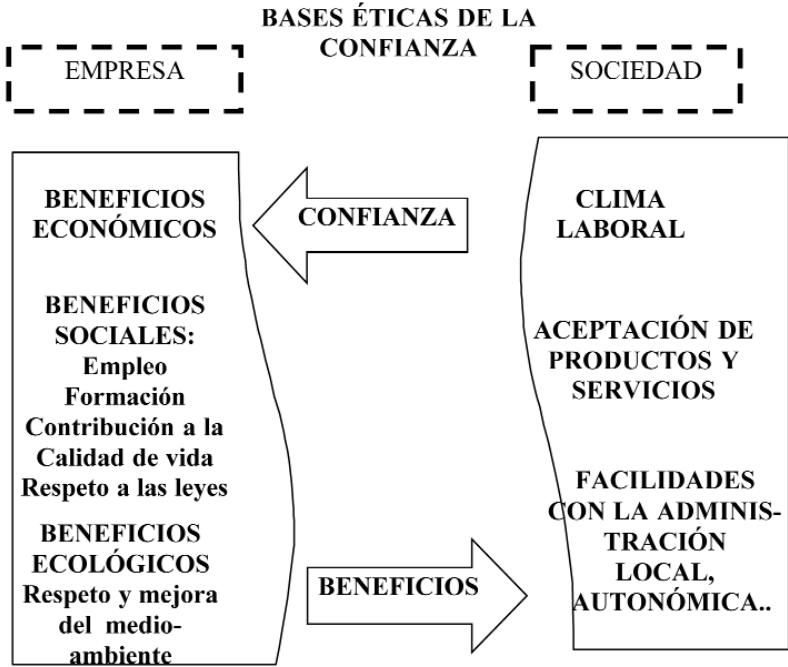 BASES ÉTICAS DE LA
CONFIANZA
EMPRESA
SOCIEDAD
BENEFICIOS
ECONÓMICOS
BENEFICIOS
SOCIALES:
Empleo
Formación
Contribución a la
Calidad de vida
Respeto a las leyes
BENEFICIOS
ECOLÓGICOS
Respeto y mejora
del medio-
ambiente
CONFIANZA
BENEFICIOS
CLIMA
LABORAL
ACEPTACIÓN DE
PRODUCTOS Y
SERVICIOS
FACILIDADES
CON LA ADMINIS-
TRACIÓN
LOCAL,
AUTONÓMICA..